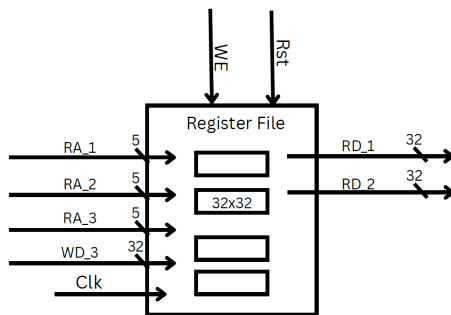 WE
Rst
Register File
RA_1
5
RD_1
32
RA_2
5
RD_2
32
32x32
RA_3
5
WD_3
32
Clk